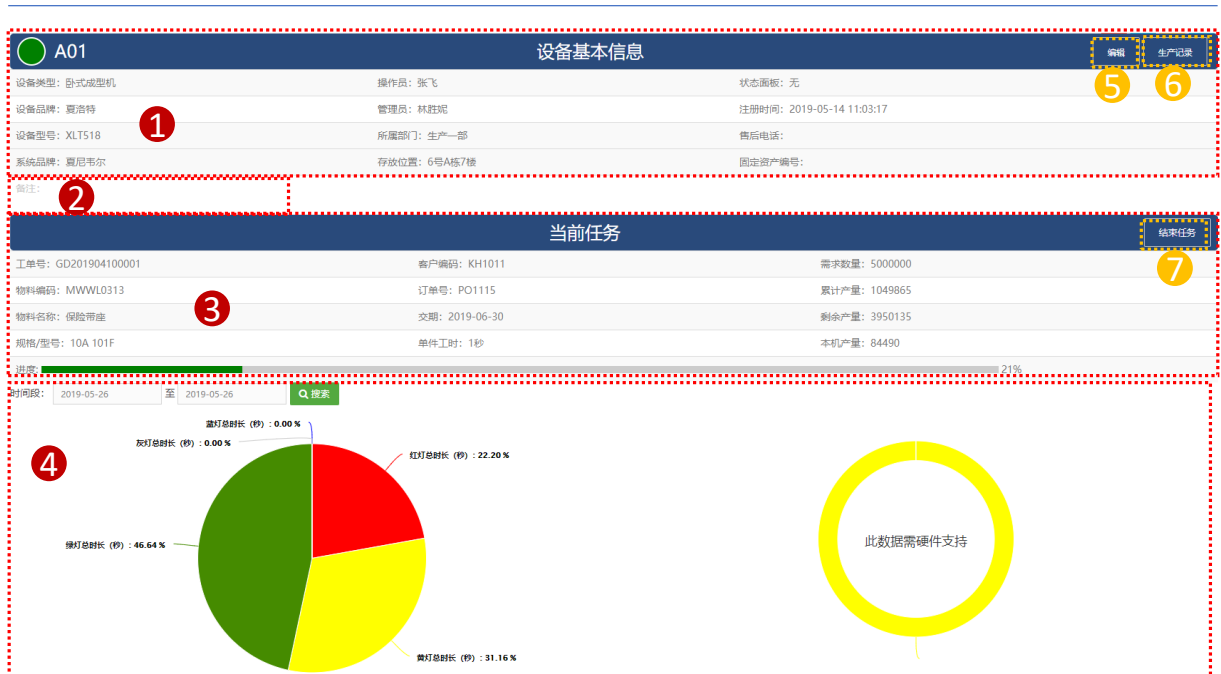 A01 设备基本信息 编辑 生产记录
5 6
设备类型: 卧式成型机 操作员: 张飞 状态面板: 无
设备品牌: 夏浩特 管理员: 林胜妮 注册时间: 2019-05-14 11:03:17
1
设备型号: XLT518 所属部门: 生产一部 售后电话:
系统品牌: 夏尼韦尔 存放位置: 6号A栋7楼 固定资产编号:
备注:
2
当前任务 结束任务
7
工单号: GD201904100001 客户编码: KH1011 需求数量: 5000000
物料编码: MWWL0313 订单号: PO1115 累计产量: 1049865
3
物料名称: 保险带座 交期: 2019-06-30 剩余产量: 3950135
规格/型号: 10A 101F 单件工时: 1秒 本机产量: 84490
进度: 21%
时间段: 2019-05-26 至 2019-05-26 搜索
4
蓝灯总时长 (秒) : 0.00 %
灰灯总时长 (秒) : 0.00 %
红灯总时长 (秒) : 22.20 %
绿灯总时长 (秒) : 46.64 %
此数据需硬件支持
黄灯总时长 (秒) : 31.16 %